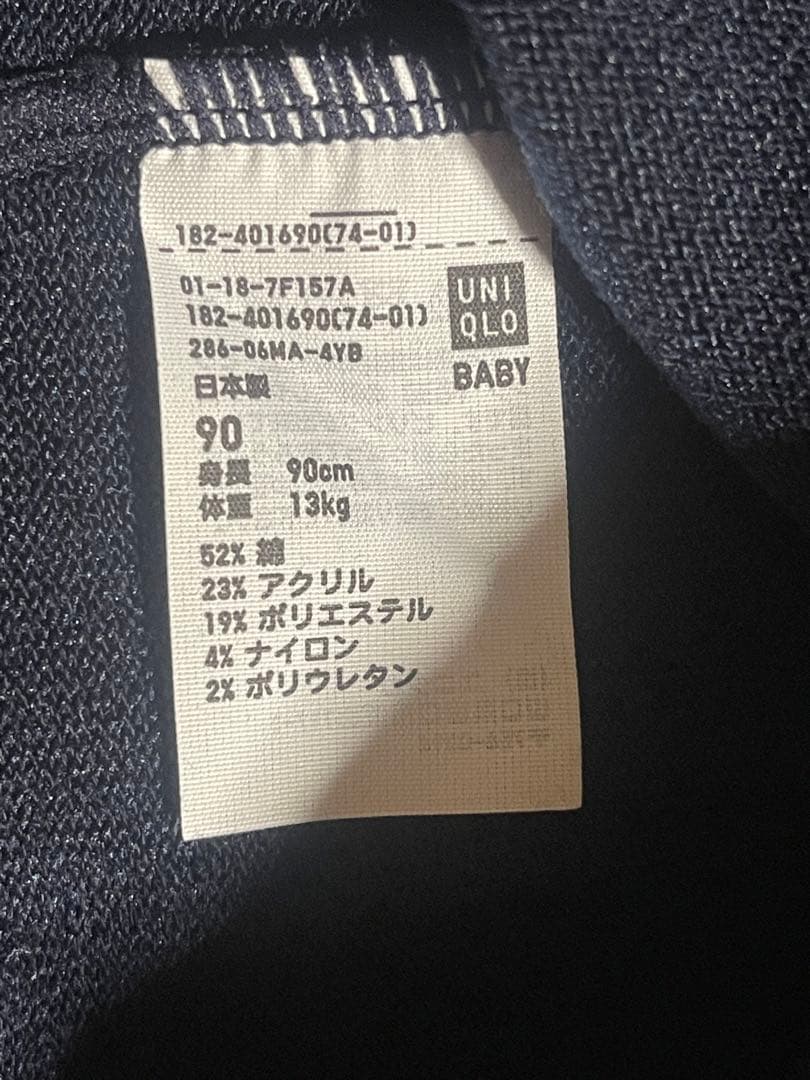 182-401690(74-01)
01-18-7F157A
182-401690(74-01)
286-06MA-4YB
UNI
QLO
BABY
日本製
90
身長 90cm
体重 13kg
52% 綿
23% アクリル
19% ポリエステル
4% ナイロン
2% ポリウレタン